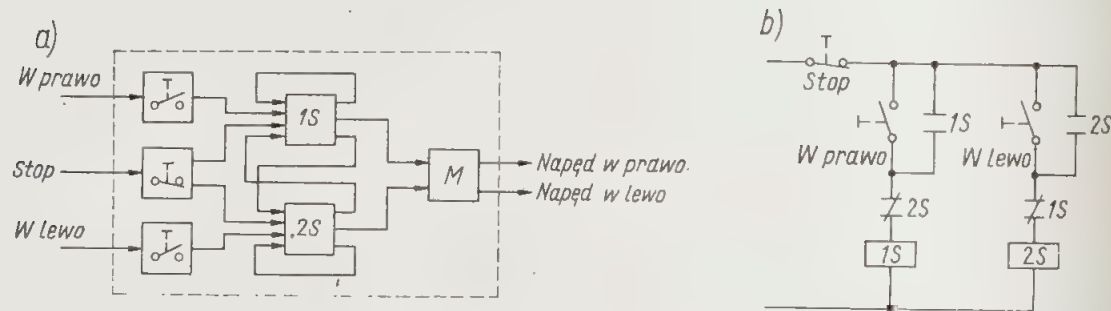 a)
W prawo
Stop
W lewo
1S
2S
M
Napęd w prawo
Napęd w lewo
b)
Stop
W prawo
1S
W lewo
2S
2S
1S
1S
2S